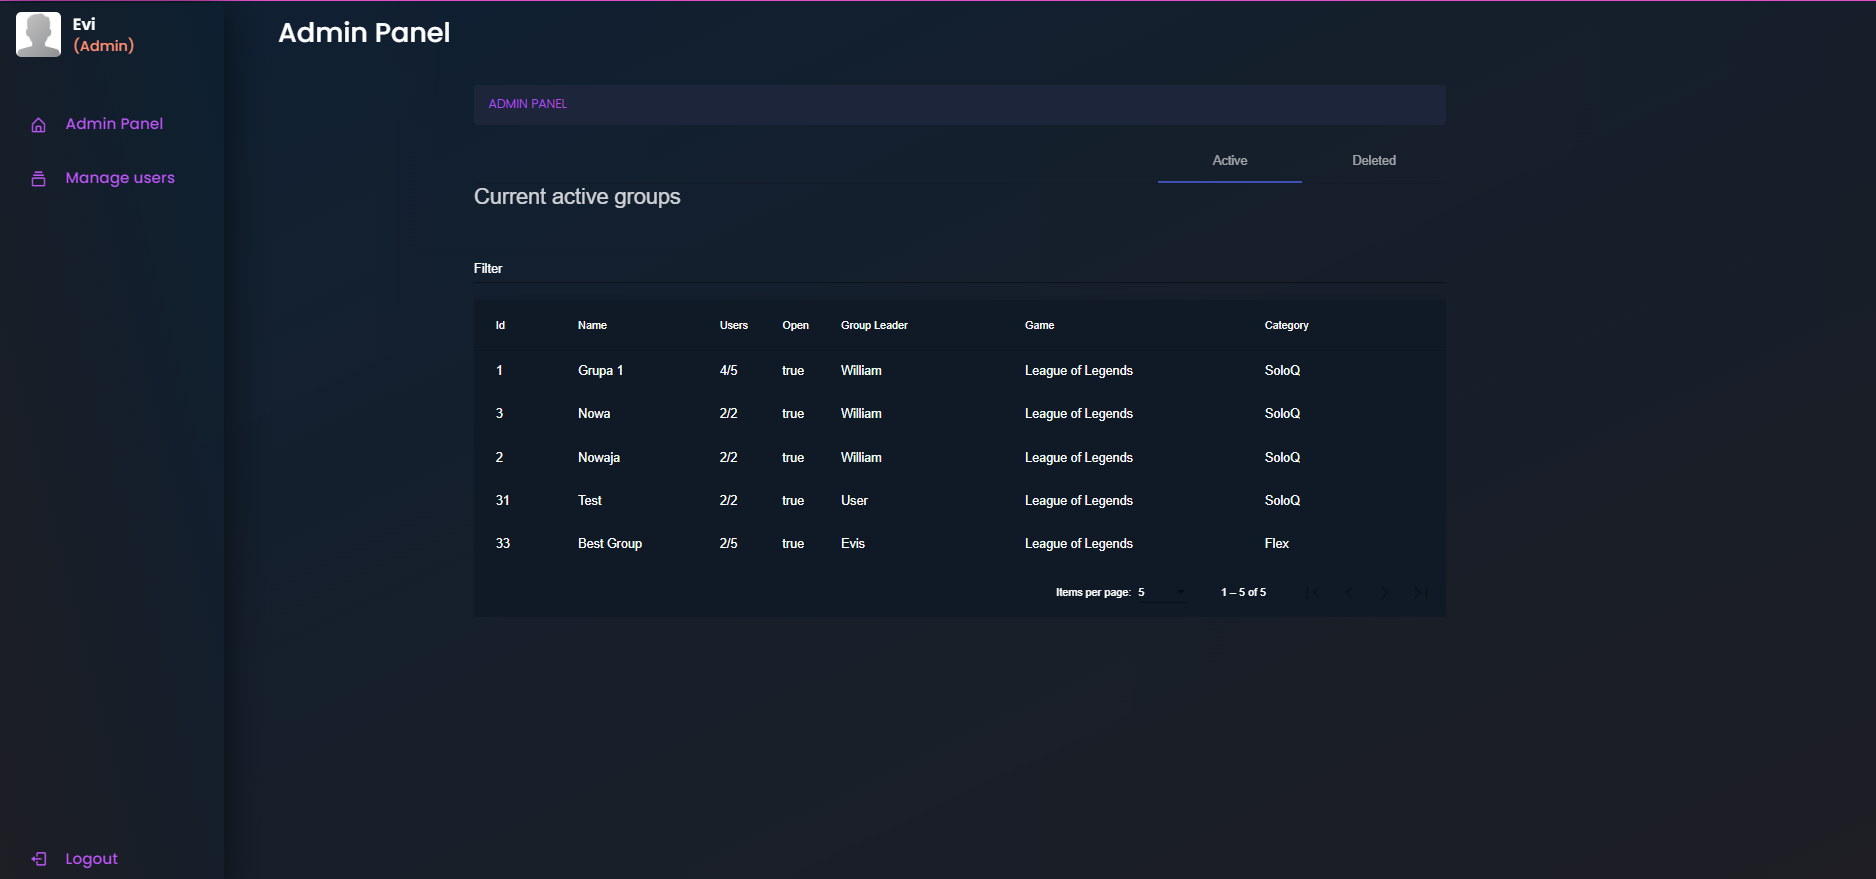 Evi
(Admin)
Admin Panel
Admin Panel
Manage users
Logout
ADMIN PANEL
Active Deleted
Current active groups
Filter
Id Name Users Open Group Leader Game Category
1 Grupa 1 4/5 true William League of Legends SoloQ
3 Nowa 2/2 true William League of Legends SoloQ
2 Nowaja 2/2 true William League of Legends SoloQ
31 Test 2/2 true User League of Legends SoloQ
33 Best Group 2/5 true Evis League of Legends Flex
Items per page: 5 1 – 5 of 5